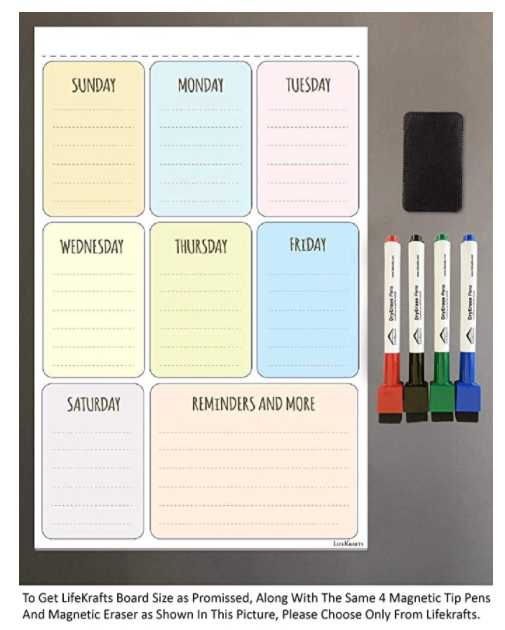 SUNDAY
MONDAY
TUESDAY
WEDNESDAY
THURSDAY
FRIDAY
SATURDAY
REMINDERS AND MORE
LIFEKRAFTS
DryErase Pens
DryErase Pens
DryErase Pens
DryErase Pens
To Get LifeKrafts Board Size as Promissed, Along With The Same 4 Magnetic Tip Pens
And Magnetic Eraser as Shown In This Picture, Please Choose Only From Lifekrafts.